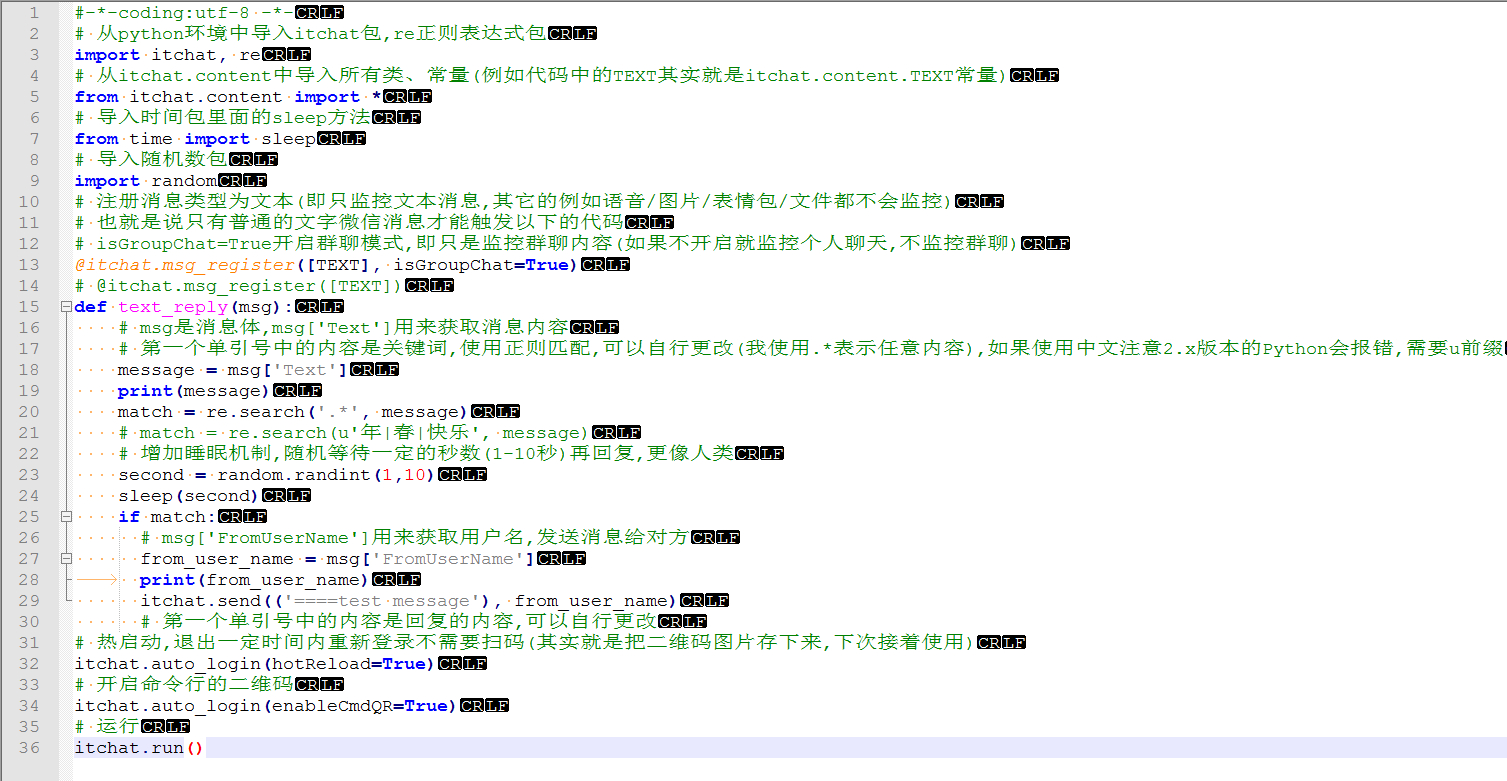 1 #-*-coding:utf-8 -*-CRLF
2 # 从python环境中导入itchat包,re正则表达式包CRLF
3 import itchat, reCRLF
4 # 从itchat.content中导入所有类、常量(例如代码中的TEXT其实就是itchat.content.TEXT常量)CRLF
5 from itchat.content import *CRLF
6 # 导入时间包里面的sleep方法CRLF
7 from time import sleepCRLF
8 # 导入随机数包CRLF
9 import randomCRLF
10 # 注册消息类型为文本(即只监控文本消息,其它的例如语音/图片/表情包/文件都不会监控)CRLF
11 # 也就是说只有普通的文字微信消息才能触发以下的代码CRLF
12 # isGroupChat=True开启群聊模式,即只是监控群聊内容(如果不开启就监控个人聊天,不监控群聊)CRLF
13 @itchat.msg_register([TEXT], isGroupChat=True)CRLF
14 # @itchat.msg_register([TEXT])CRLF
15 def text_reply(msg):CRLF
16     # msg是消息体,msg['Text']用来获取消息内容CRLF
17     # 第一个单引号中的内容是关键词,使用正则匹配,可以自行更改(我使用.*表示任意内容),如果使用中文注意2.x版本的Python会报错,需要u前缀
18     message = msg['Text']CRLF
19     print(message)CRLF
20     match = re.search('.*', message)CRLF
21     # match = re.search(u'年|春|快乐', message)CRLF
22     # 增加睡眠机制,随机等待一定的秒数(1-10秒)再回复,更像人类CRLF
23     second = random.randint(1,10)CRLF
24     sleep(second)CRLF
25     if match:CRLF
26       # msg['FromUserName']用来获取用户名,发送消息给对方CRLF
27       from_user_name = msg['FromUserName']CRLF
28       print(from_user_name)CRLF
29       itchat.send(('====test message'), from_user_name)CRLF
30       # 第一个单引号中的内容是回复的内容,可以自行更改CRLF
31 # 热启动,退出一定时间内重新登录不需要扫码(其实就是把二维码图片存下来,下次接着使用)CRLF
32 itchat.auto_login(hotReload=True)CRLF
33 # 开启命令行的二维码CRLF
34 itchat.auto_login(enableCmdQR=True)CRLF
35 # 运行CRLF
36 itchat.run()